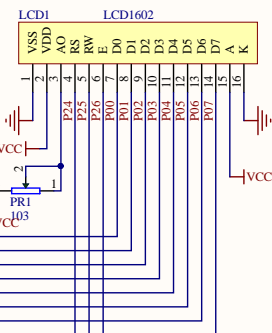 LCD1 LCD1602
VSS VDD AO RS RW E D0 D1 D2 D3 D4 D5 D6 D7 A K
1 2 3 4 5 6 7 8 9 10 11 12 13 14 15 16
P24 P25 P26 P00 P01 P02 P03 P04 P05 P06 P07
VCC
VCC
2
1
PR1
103
VCC